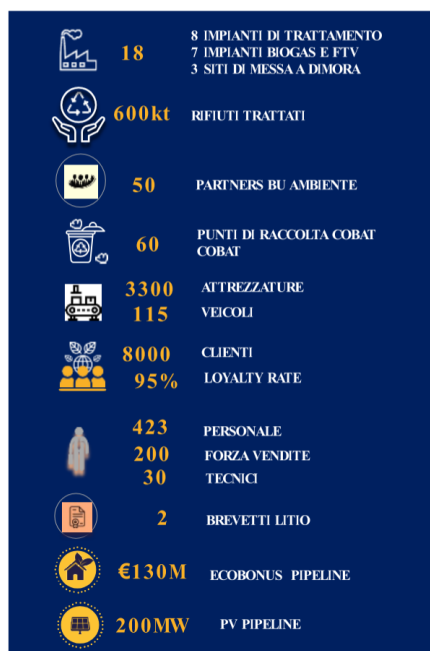 8 IMPIANTI DI TRATTAMENTO
18 7 IMPIANTI BIOGAS E FTV
3 SITI DI MESSA A DIMORA
600kt RIFIUTI TRATTATI
50 PARTNERS BU AMBIENTE
60 PUNTI DI RACCOLTA COBAT
COBAT
3300 ATTREZZATURE
115 VEICOLI
8000 CLIENTI
95% LOYALTY RATE
423 PERSONALE
200 FORZA VENDITE
30 TECNICI
2 BREVETTI LITIO
€130M ECOBONUS PIPELINE
200MW PV PIPELINE